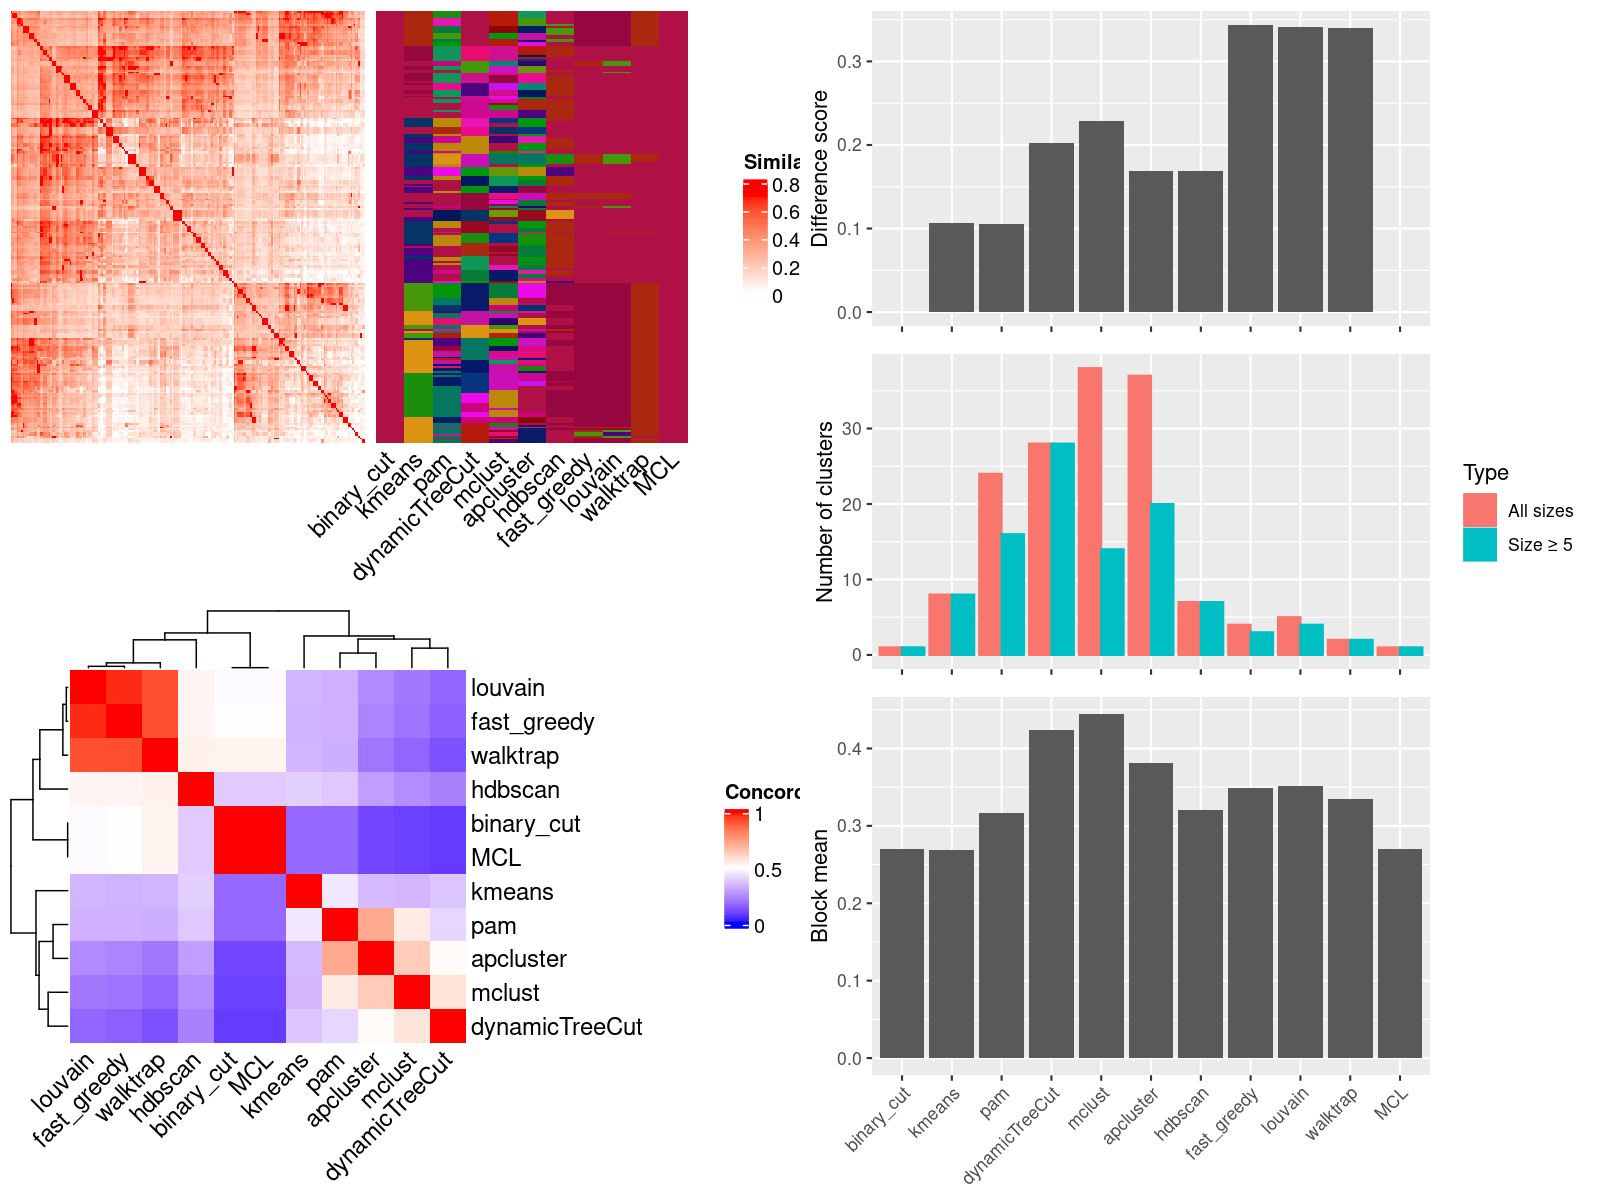 Simila
0.8
0.6
0.4
0.2
0
binary_cut
kmeans
pam
dynamicTreeCut
mclust
apcluster
hdbscan
fast_greedy
louvain
walktrap
MCL
louvain
fast_greedy
walktrap
hdbscan
binary_cut
MCL
kmeans
pam
apcluster
mclust
dynamicTreeCut
louvain
fast_greedy
walktrap
hdbscan
binary_cut
MCL
kmeans
pam
apcluster
mclust
dynamicTreeCut
Concord
1
0.5
0
Difference score
0.3
0.2
0.1
0.0
Number of clusters
30
20
10
0
Type
All sizes
Size ≥ 5
Block mean
0.4
0.3
0.2
0.1
0.0
binary_cut
kmeans
pam
dynamicTreeCut
mclust
apcluster
hdbscan
fast_greedy
louvain
walktrap
MCL